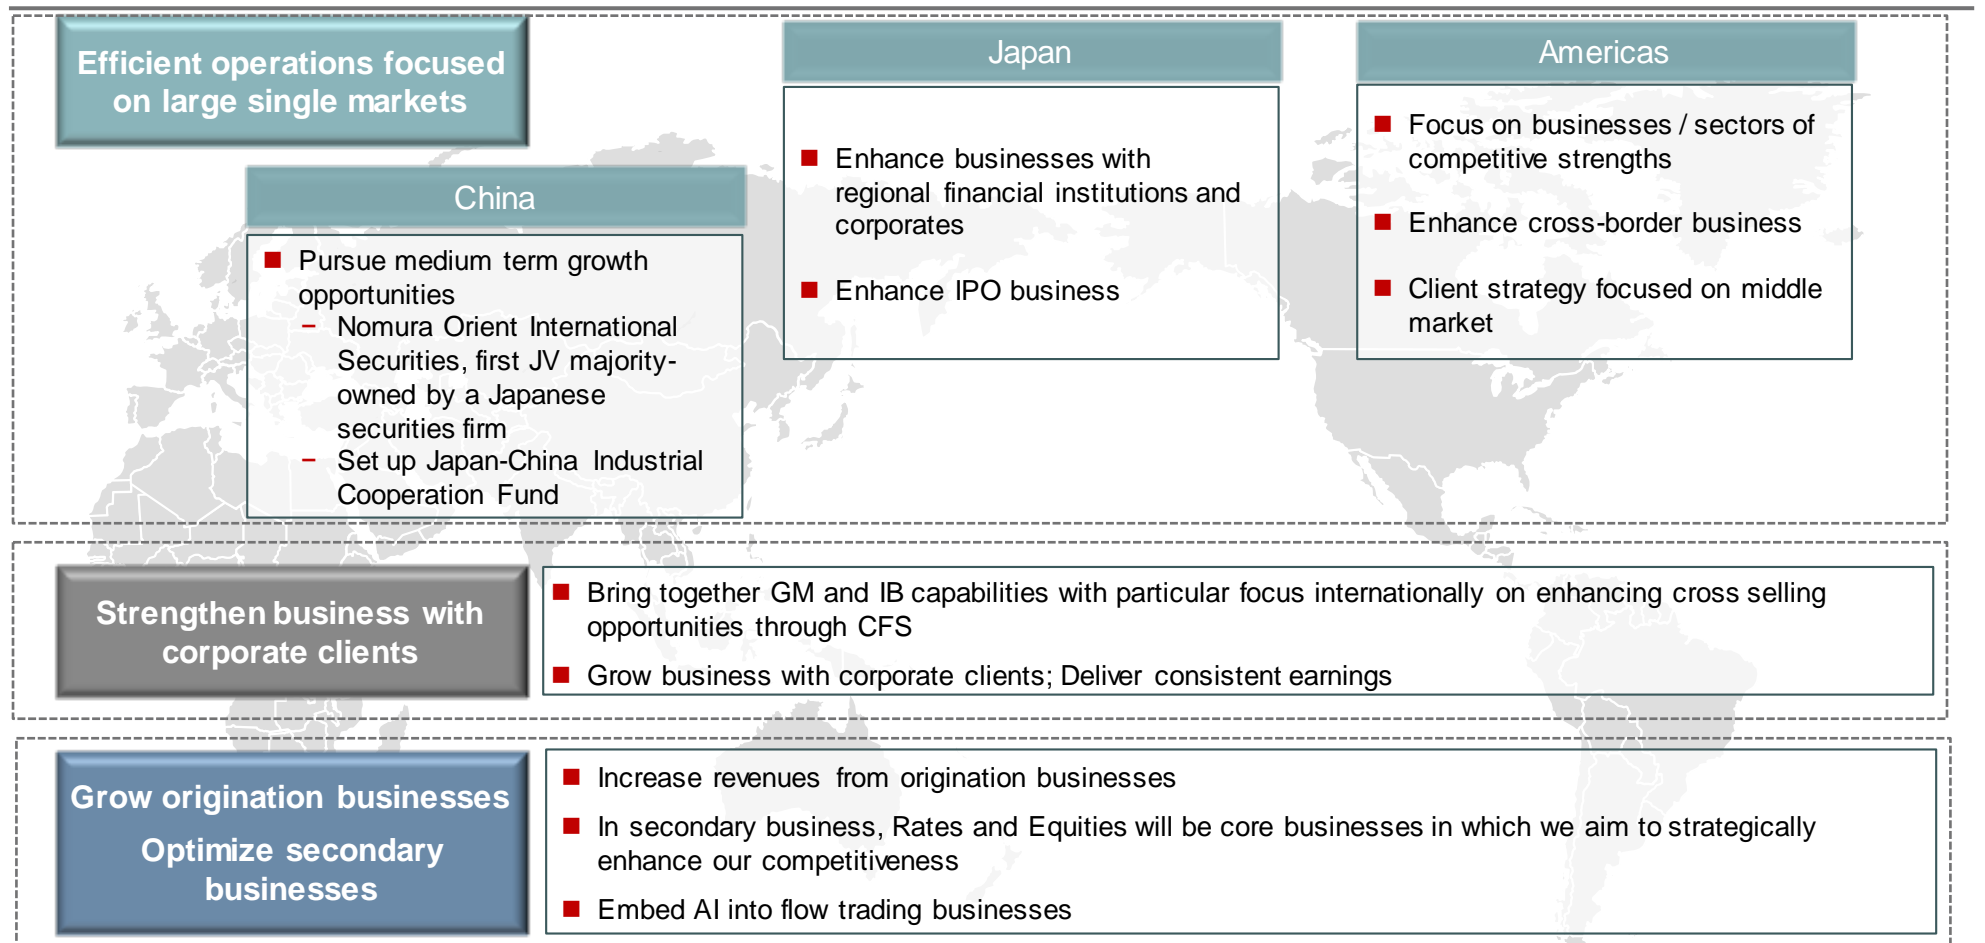 Efficient operations focused
on large single markets
China
■ Pursue medium term growth
opportunities
− Nomura Orient International
Securities, first JV majority-
owned by a Japanese
securities firm
− Set up Japan-China Industrial
Cooperation Fund
Japan
■ Enhance businesses with
regional financial institutions and
corporates
■ Enhance IPO business
Americas
■ Focus on businesses / sectors of
competitive strengths
■ Enhance cross-border business
■ Client strategy focused on middle
market
Strengthen business with
corporate clients
■ Bring together GM and IB capabilities with particular focus internationally on enhancing cross selling
opportunities through CFS
■ Grow business with corporate clients; Deliver consistent earnings
Grow origination businesses
Optimize secondary
businesses
■ Increase revenues from origination businesses
■ In secondary business, Rates and Equities will be core businesses in which we aim to strategically
enhance our competitiveness
■ Embed AI into flow trading businesses